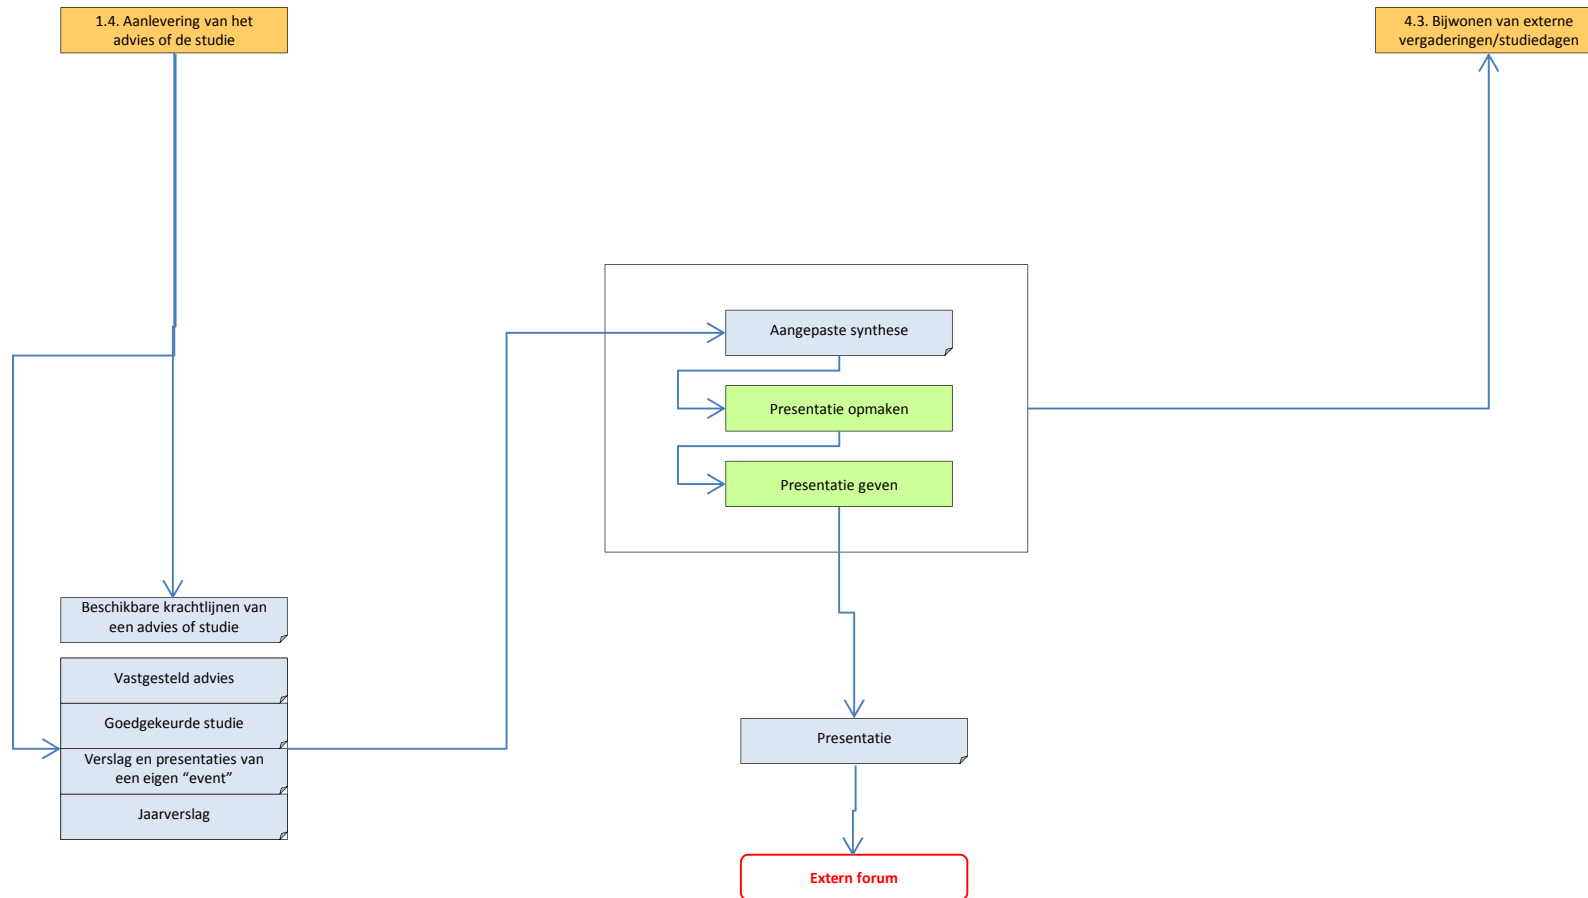 1.4. Aanlevering van het
advies of de studie
4.3. Bijwonen van externe
vergaderingen/studiedagen
Aangepaste synthese
Presentatie opmaken
Presentatie geven
Beschikbare krachtlijnen van
een advies of studie
Vastgesteld advies
Goedgekeurde studie
Verslag en presentaties van
een eigen “event”
Jaarverslag
Presentatie
Extern forum